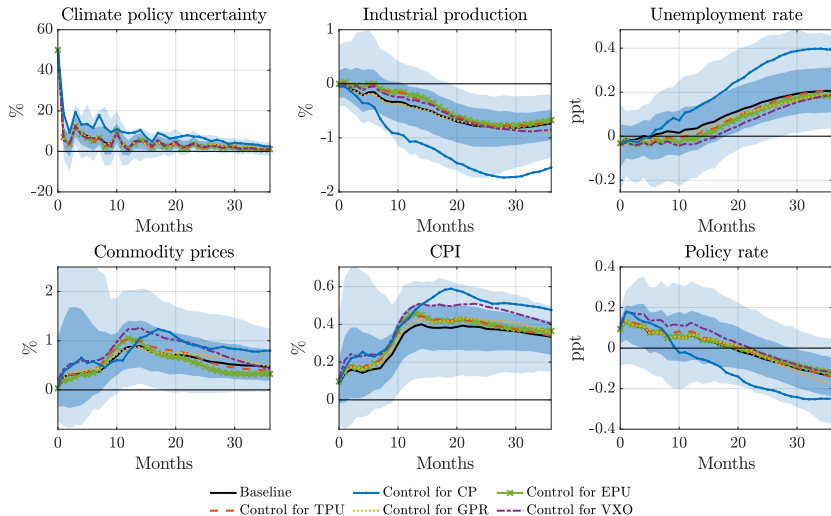 Climate policy uncertainty
Industrial production
Unemployment rate
60
40
20
0
-20
%
0 10 20 30
Months
1
0
-1
-2
%
0 10 20 30
Months
0.4
0.2
0
-0.2
ppt
0 10 20 30
Months
Commodity prices
CPI
Policy rate
2
1
0
%
0 10 20 30
Months
0.6
0.4
0.2
0
%
0 10 20 30
Months
0.4
0.2
0
-0.2
-0.4
ppt
0 10 20 30
Months
Baseline Control for CP Control for EPU
Control for TPU Control for GPR Control for VXO